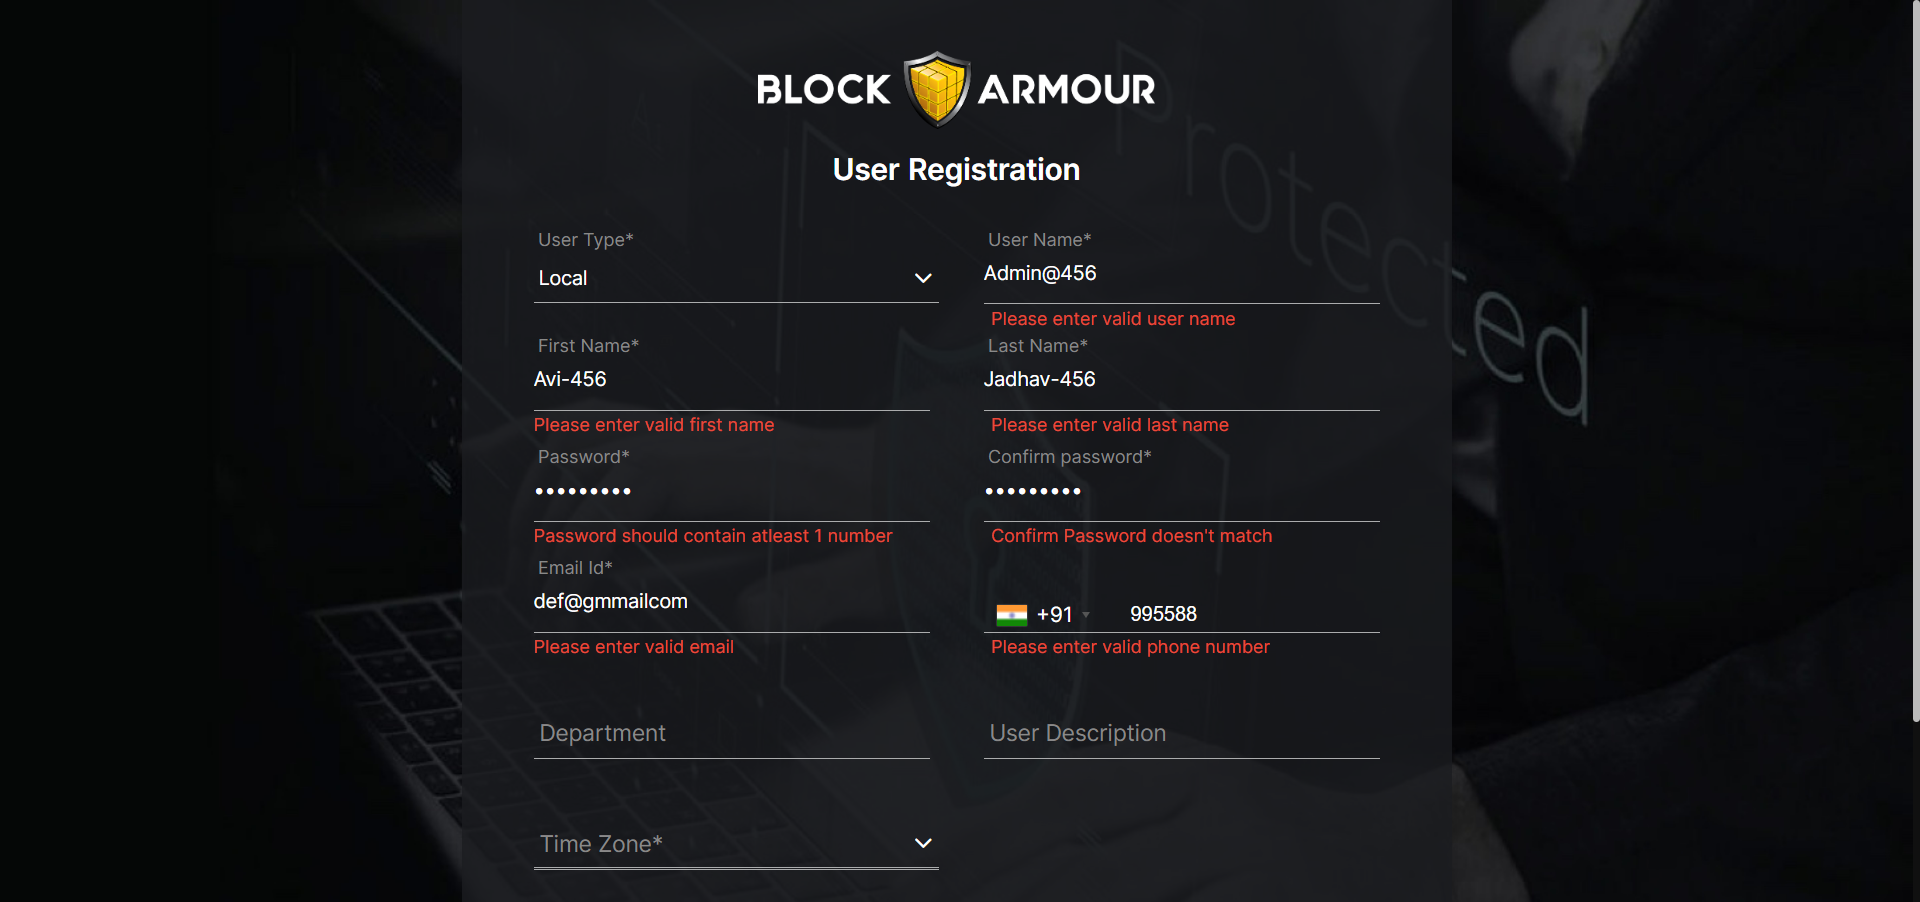 BLOCK ARMOUR
User Registration
User Type*
User Name*
Local
Admin@456
Please enter valid user name
First Name*
Last Name*
Avi-456
Jadhav-456
Please enter valid first name
Please enter valid last name
Password*
Confirm password*
•••••••••
•••••••••
Password should contain atleast 1 number
Confirm Password doesn't match
Email Id*
def@gmmailcom
+91
995588
Please enter valid email
Please enter valid phone number
Department
User Description
Time Zone*
Protected